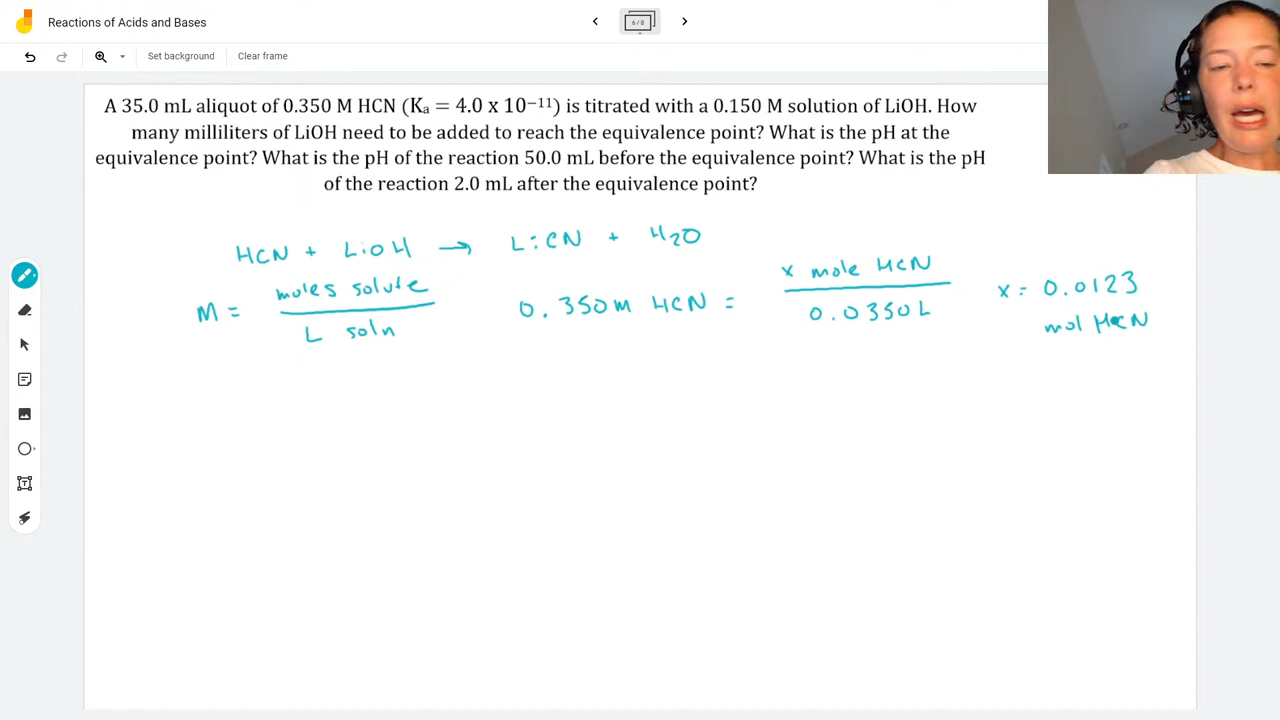 Reactions of Acids and Bases
6 / 8
Set background
Clear frame
A 35.0 mL aliquot of 0.350 M HCN (Kₐ = 4.0 x 10⁻¹¹) is titrated with a 0.150 M solution of LiOH. How
many milliliters of LiOH need to be added to reach the equivalence point? What is the pH at the
equivalence point? What is the pH of the reaction 50.0 mL before the equivalence point? What is the pH
of the reaction 2.0 mL after the equivalence point?
HCN + LiOH → LiCN + H₂O
M = moles solute / L soln
0.350M HCN = x mole HCN / 0.0350L
x = 0.0123
mol HCN